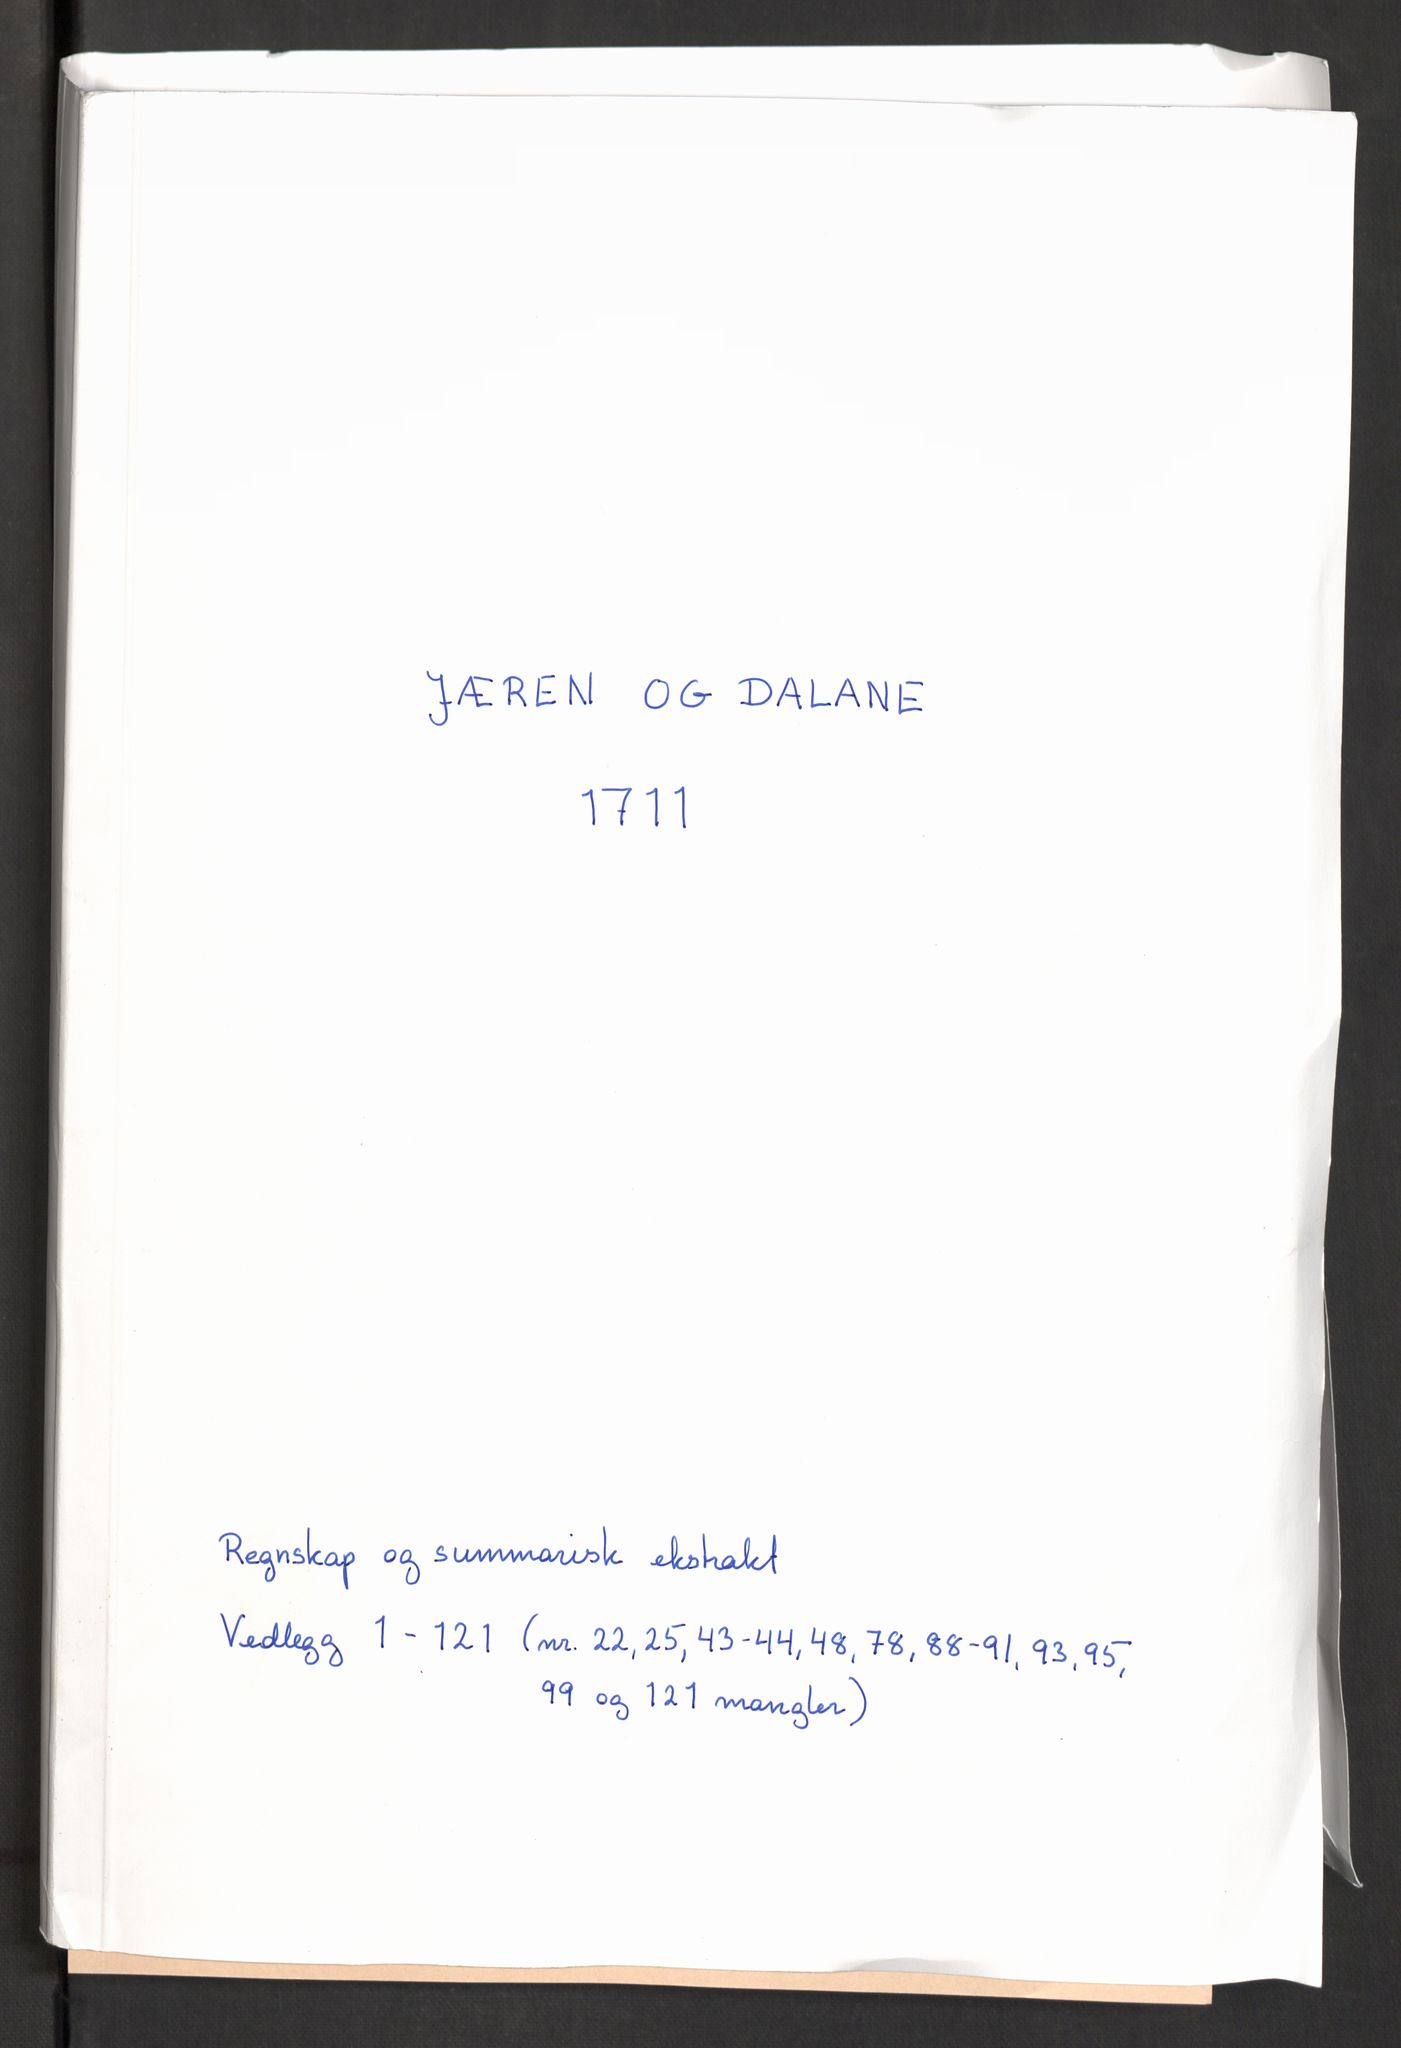 JÆREN OG DALANE
1711
Regnskap og summarisk ekstrakt
Vedlegg 1 - 121 (nr. 22, 25, 43-44, 48, 78, 88-91, 93, 95,
99 og 121 mangler)